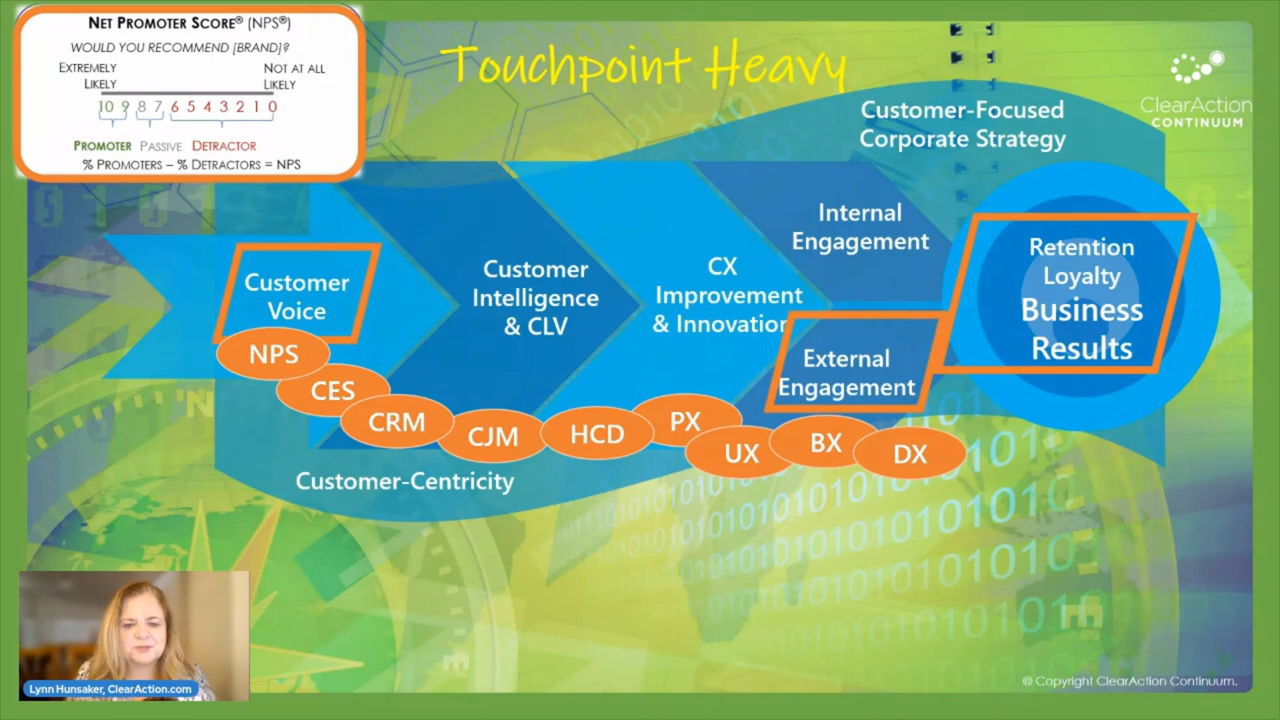 NET PROMOTER SCORE® (NPS®)
WOULD YOU RECOMMEND [BRAND]?
EXTREMELY LIKELY
NOT AT ALL LIKELY
10 9 8 7 6 5 4 3 2 1 0
PROMOTER PASSIVE DETRACTOR
% PROMOTERS – % DETRACTORS = NPS
Touchpoint Heavy
ClearAction
CONTINUUM
Customer-Focused
Corporate Strategy
Customer
Voice
Customer
Intelligence
& CLV
CX
Improvement
& Innovation
Internal
Engagement
External
Engagement
Retention
Loyalty
Business
Results
NPS
CES
CRM
CJM
HCD
PX
UX
BX
DX
Customer-Centricity
Lynn Hunsaker, ClearAction.com
© Copyright ClearAction Continuum.